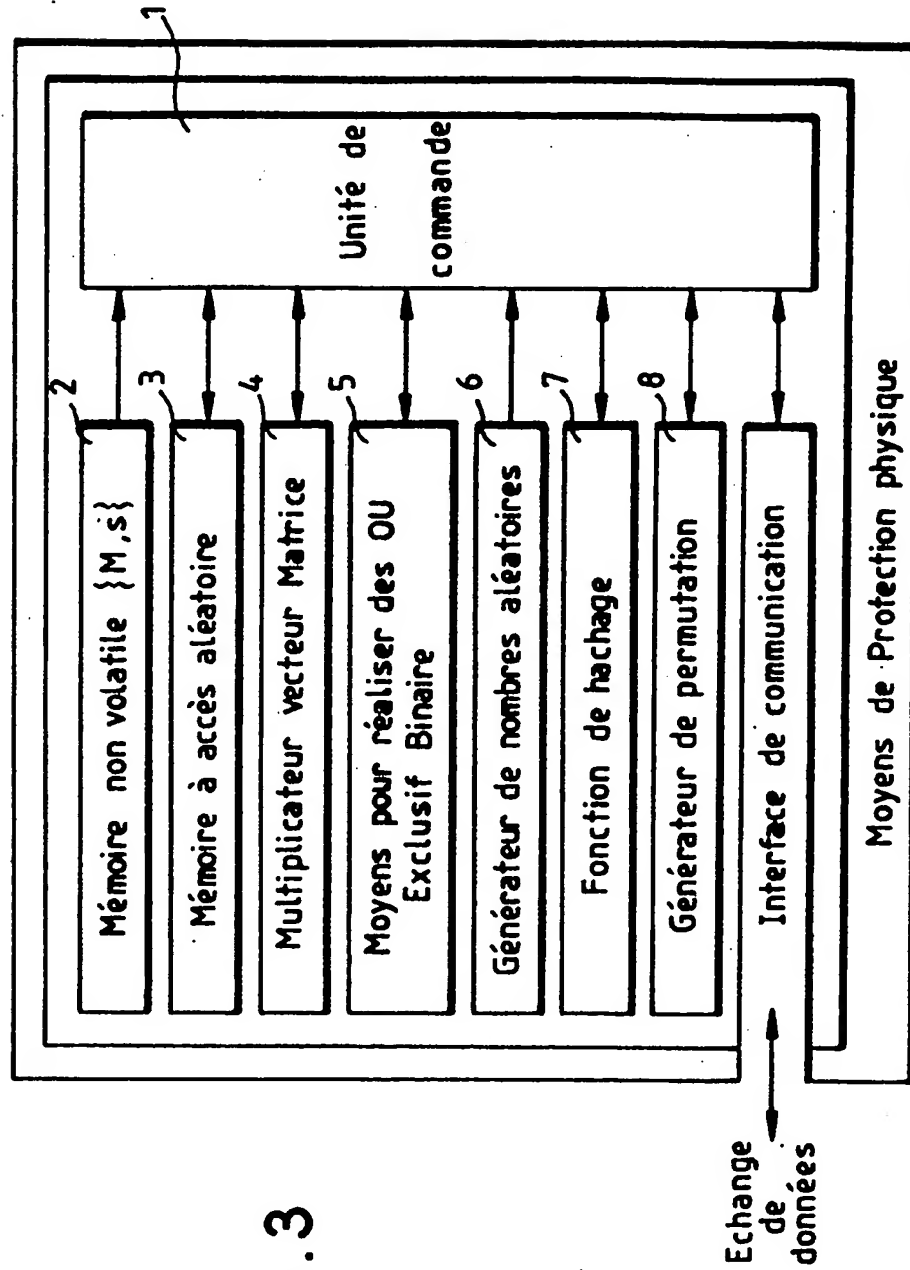 1
Unité de
commande
2
Mémoire non volatile }M,s}
3
Mémoire à accès aléatoire
4
Multiplicateur vecteur Matrice
5
Moyens pour réaliser des OU
Exclusif Binaire
6
Générateur de nombres aléatoires
7
Fonction de hachage
8
Générateur de permutation
Interface de communication
Moyens de Protection physique
Echange
de
données
.3